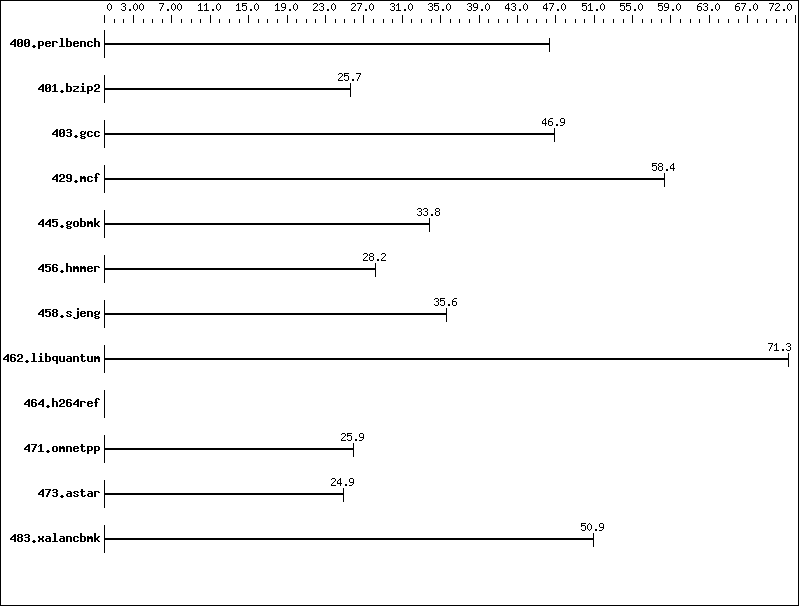 0 3.00 7.00 11.0 15.0 19.0 23.0 27.0 31.0 35.0 39.0 43.0 47.0 51.0 55.0 59.0 63.0 67.0 72.0
400.perlbench
25.7
401.bzip2
46.9
403.gcc
58.4
429.mcf
33.8
445.gobmk
28.2
456.hmmer
35.6
458.sjeng
71.3
462.libquantum
464.h264ref
25.9
471.omnetpp
24.9
473.astar
50.9
483.xalancbmk